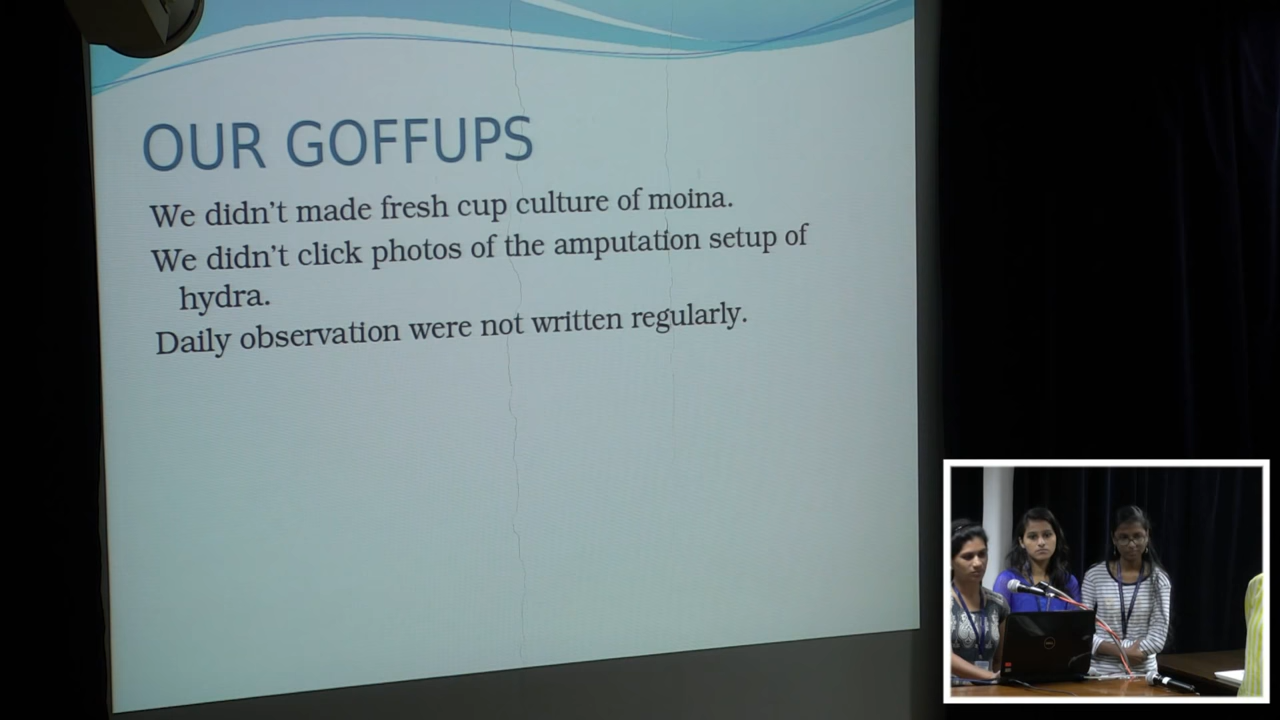 OUR GOFFUPS
We didn't made fresh cup culture of moina.
We didn't click photos of the amputation setup of
hydra.
Daily observation were not written regularly.